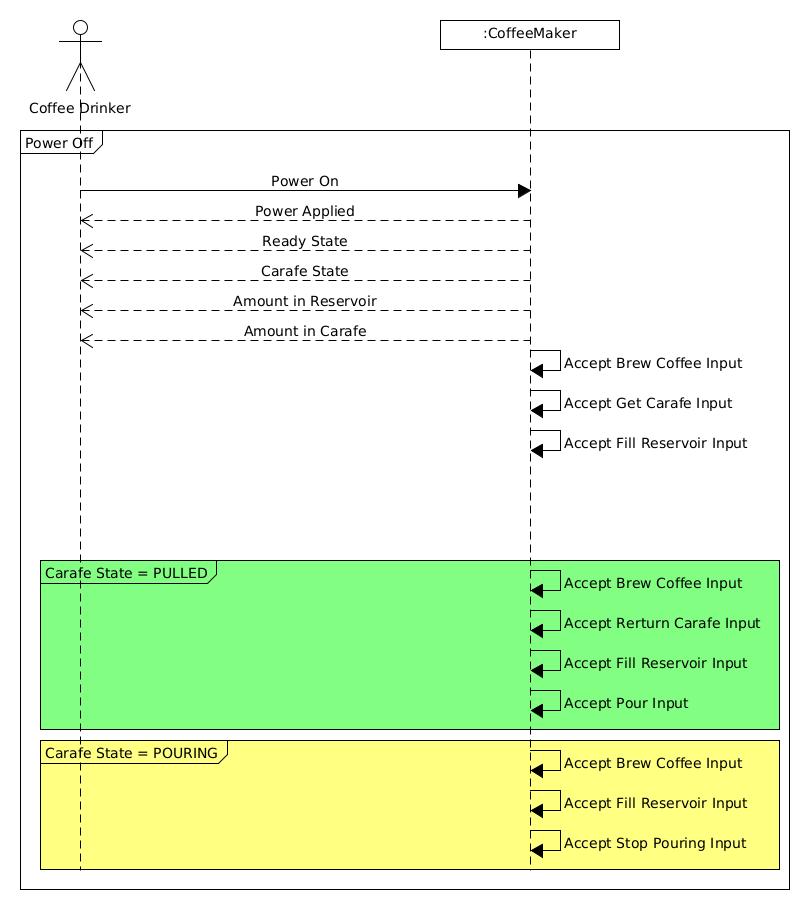 :CoffeeMaker
Coffee Drinker
Power Off
Power On
Power Applied
Ready State
Carafe State
Amount in Reservoir
Amount in Carafe
Accept Brew Coffee Input
Accept Get Carafe Input
Accept Fill Reservoir Input
Carafe State = PULLED
Accept Brew Coffee Input
Accept Rerturn Carafe Input
Accept Fill Reservoir Input
Accept Pour Input
Carafe State = POURING
Accept Brew Coffee Input
Accept Fill Reservoir Input
Accept Stop Pouring Input